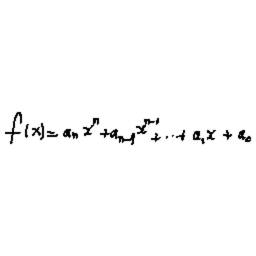 f(x) = aₙxⁿ + aₙ₋₁xⁿ⁻¹ + ⋯ + a₁x + a₀